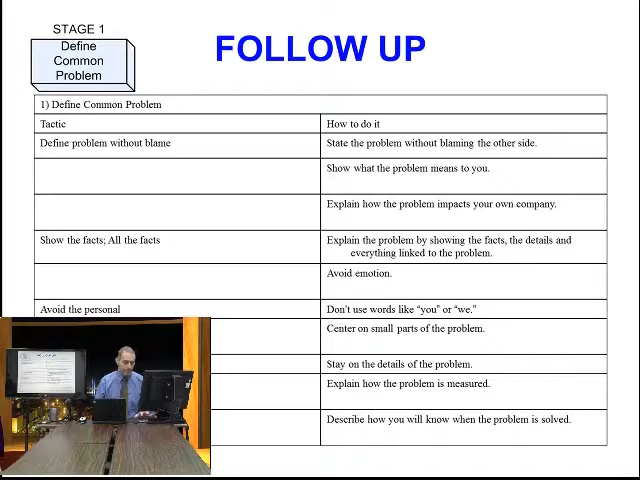 STAGE 1
Define
Common
Problem
FOLLOW UP
1) Define Common Problem
Tactic
How to do it
Define problem without blame
State the problem without blaming the other side.
Show what the problem means to you.
Explain how the problem impacts your own company.
Show the facts; All the facts
Explain the problem by showing the facts, the details and
everything linked to the problem.
Avoid emotion.
Avoid the personal
Don't use words like “you” or “we.”
Center on small parts of the problem.
Stay on the details of the problem.
Explain how the problem is measured.
Describe how you will know when the problem is solved.